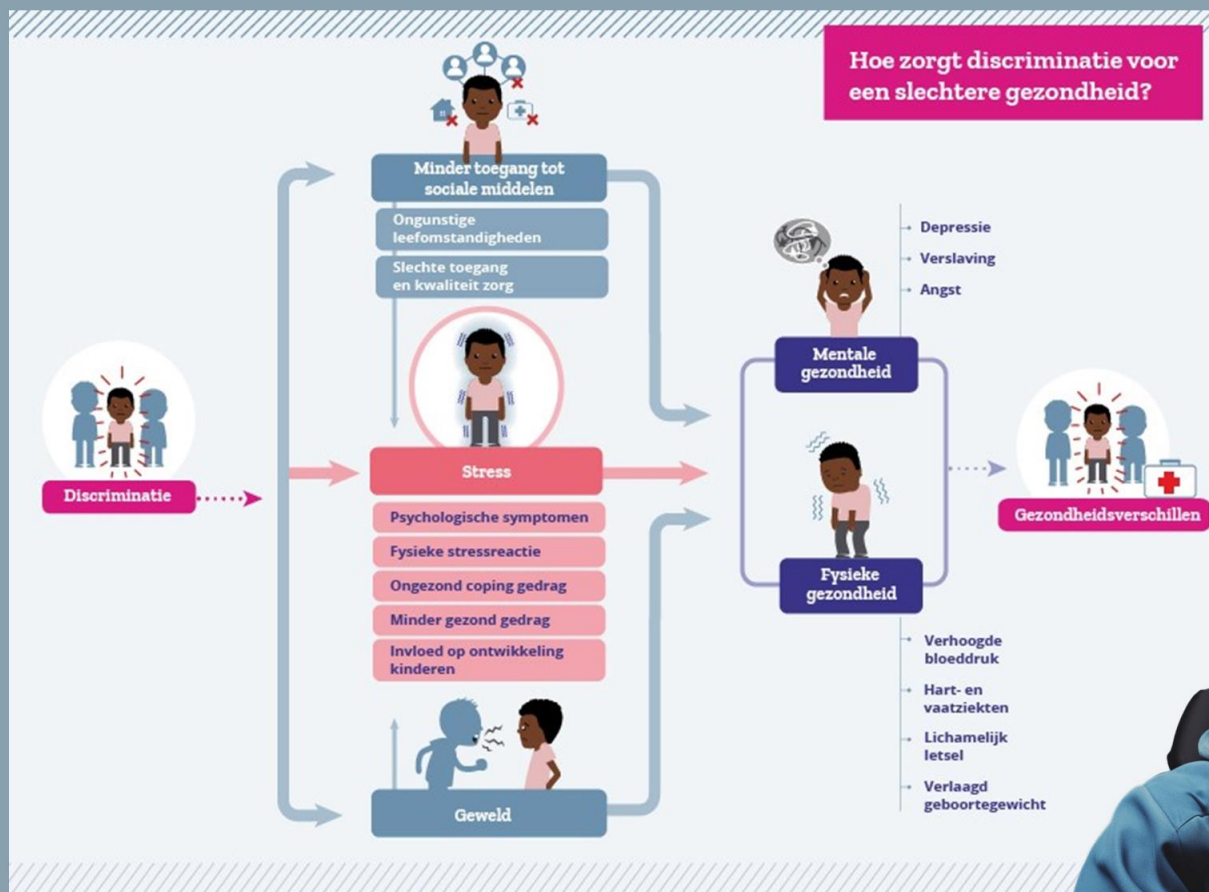 Hoe zorgt discriminatie voor
een slechtere gezondheid?
Discriminatie
Minder toegang tot
sociale middelen
Ongunstige
leefomstandigheden
Slechte toegang
en kwaliteit zorg
Stress
Psychologische symptomen
Fysieke stressreactie
Ongezond coping gedrag
Minder gezond gedrag
Invloed op ontwikkeling
kinderen
Geweld
Depressie
Verslaving
Angst
Mentale
gezondheid
Fysieke
gezondheid
Verhoogde
bloeddruk
Hart- en
vaatziekten
Lichamelijk
letsel
Verlaagd
geboortegewicht
Gezondheidsverschillen